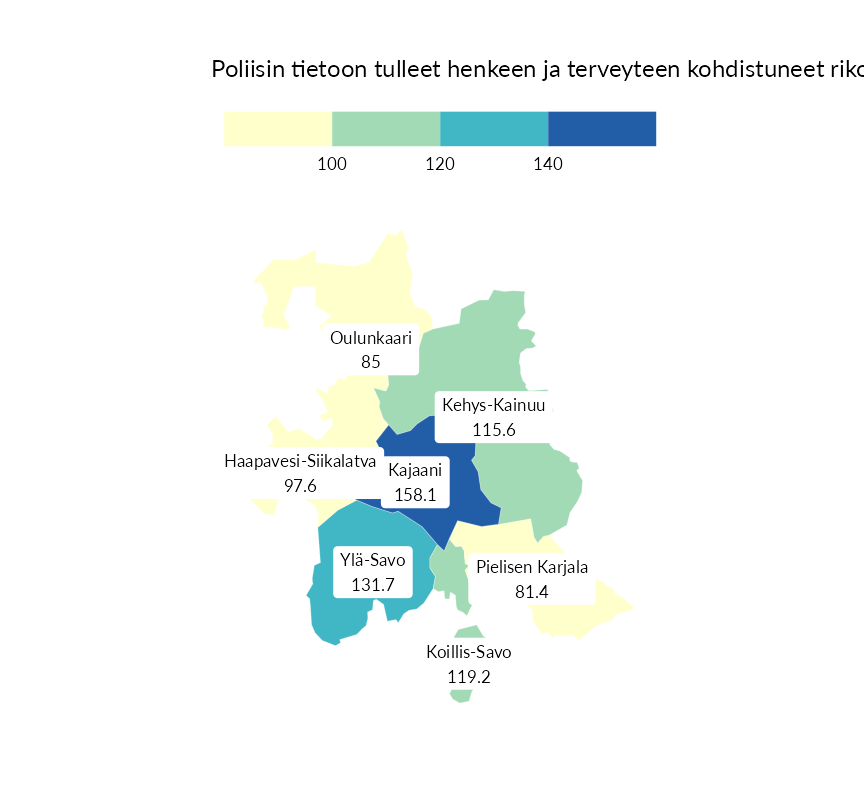 Poliisin tietoon tulleet henkeen ja terveyteen kohdistuneet
100
120
140
Oulunkaari
85
Kehys-Kainuu
115.6
Haapavesi-Siikalatva
97.6
Kajaani
158.1
Ylä-Savo
131.7
Pielisen Karjala
81.4
Koillis-Savo
119.2